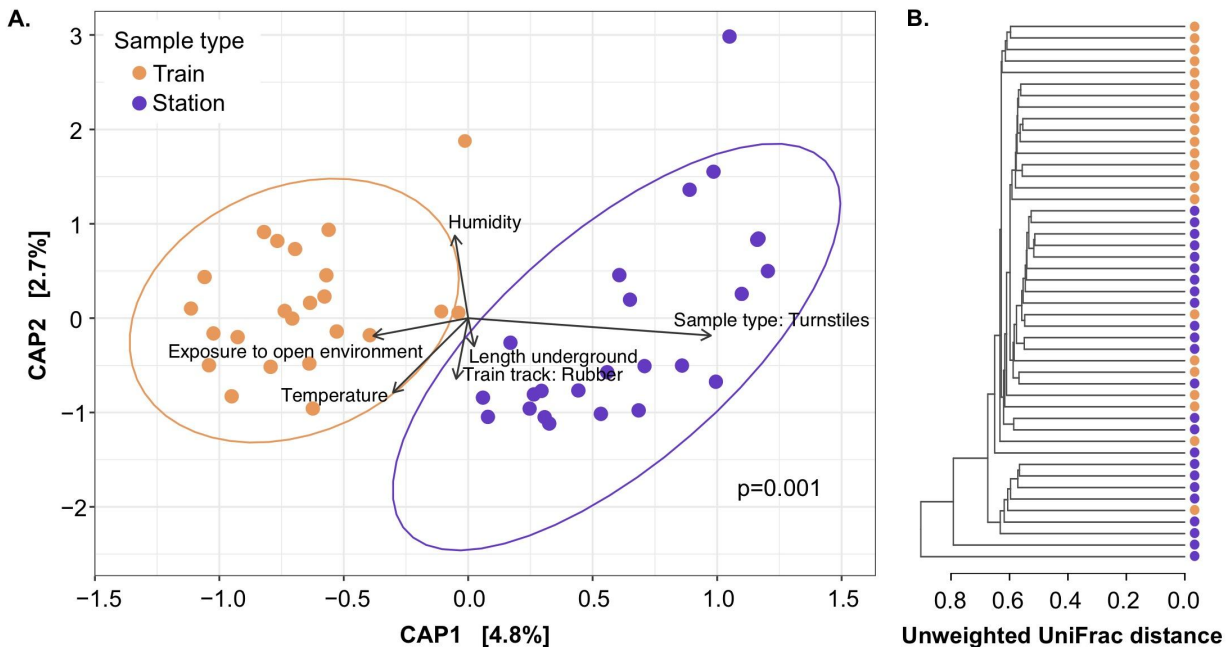 A.
B.
Sample type
Train
Station
Humidity
Sample type: Turnstiles
Exposure to open environment
Length underground
Train track: Rubber
Temperature
p=0.001
3
2
1
0
−1
−2
CAP2 [2.7%]
−1.5 −1.0 −0.5 0.0 0.5 1.0 1.5
CAP1 [4.8%]
0.8 0.6 0.4 0.2 0.0
Unweighted UniFrac distance